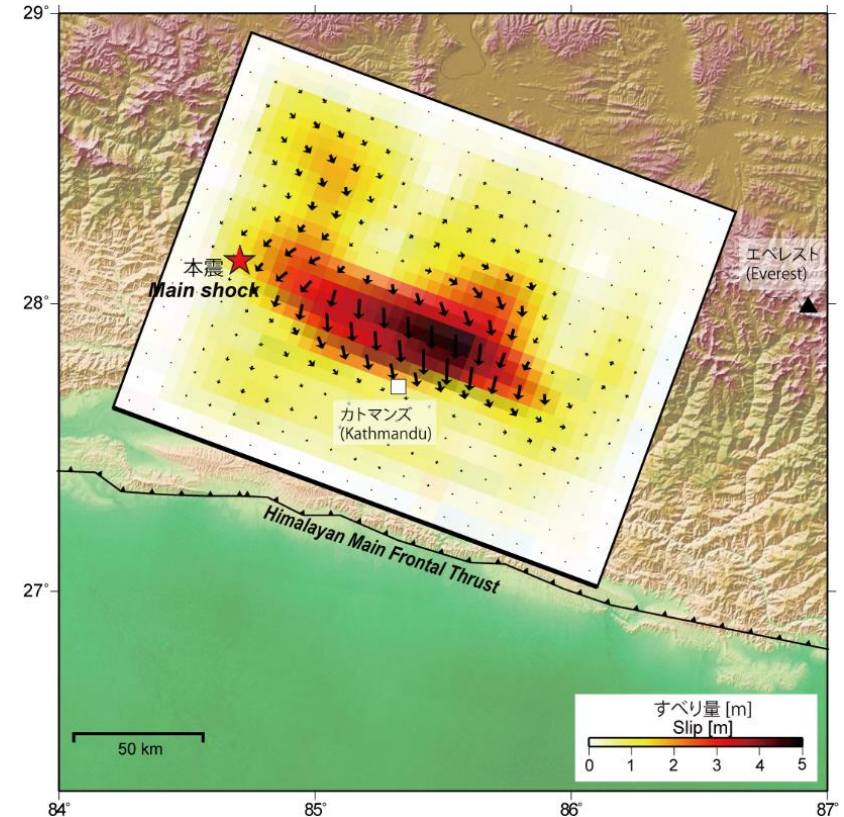 29°
エベレスト
(Everest)
本震
Main shock
28°
カトマンズ
(Kathmandu)
Himalayan Main Frontal Thrust
27°
すべり量 [m]
Slip [m]
0 1 2 3 4 5
50 km
84° 85° 86° 87°